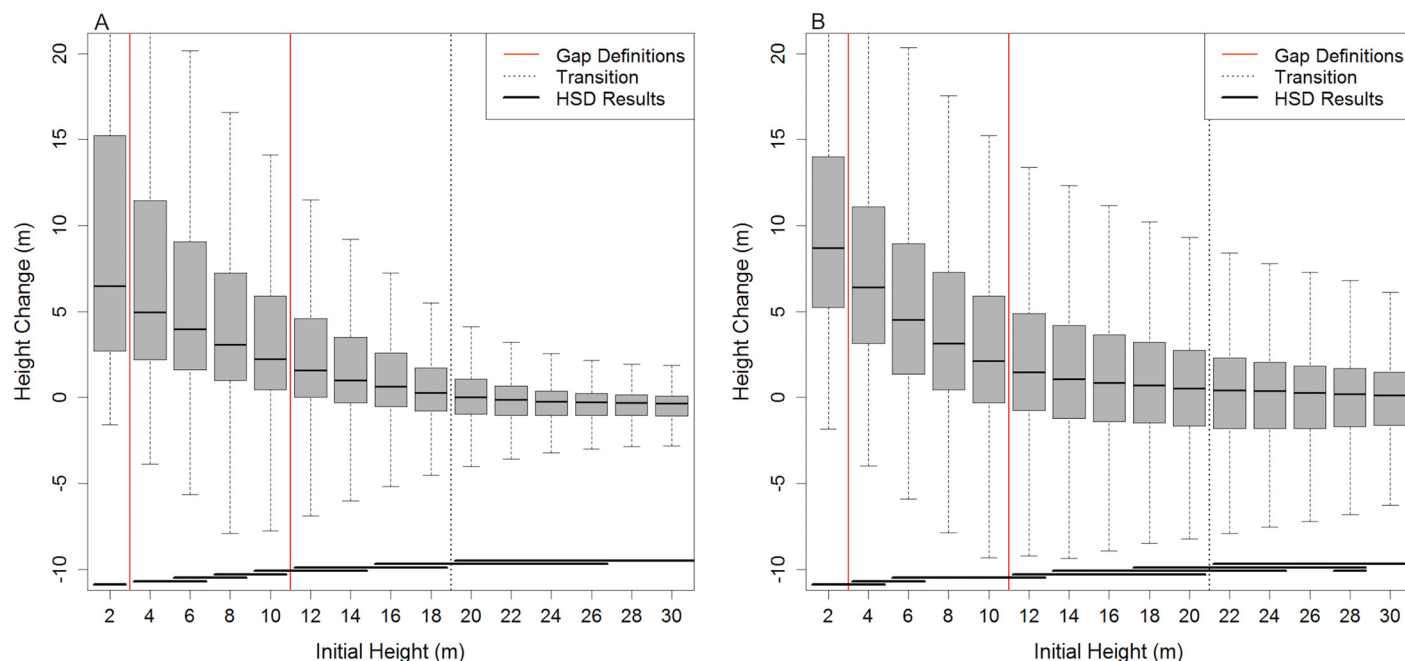 A
20
15
10
5
0
-5
-10
Height Change (m)
Gap Definitions
Transition
HSD Results
2 4 6 8 10 12 14 16 18 20 22 24 26 28 30
Initial Height (m)
B
20
15
10
5
0
-5
-10
Height Change (m)
Gap Definitions
Transition
HSD Results
2 4 6 8 10 12 14 16 18 20 22 24 26 28 30
Initial Height (m)